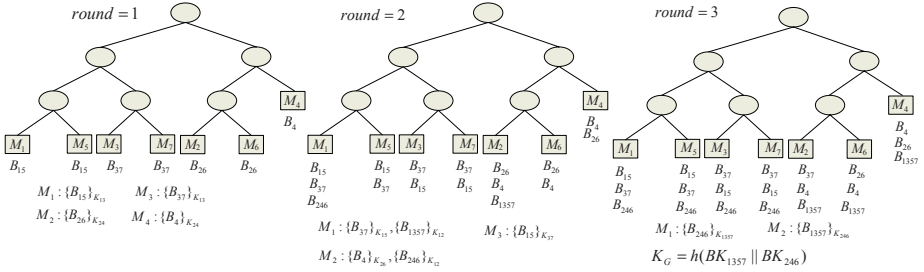 round = 1
M₄
B₄
M₁ M₅ M₃ M₇ M₂ M₆
B₁₅ B₁₅ B₃₇ B₃₇ B₂₆ B₂₆
M₁ : {B₁₅}_{K₁₃} M₃ : {B₃₇}_{K₁₃}
M₂ : {B₂₆}_{K₂₄} M₄ : {B₄}_{K₂₄}
round = 2
M₄
B₄
B₂₆
M₁ M₅ M₃ M₇ M₂ M₆
B₁₅ B₁₅ B₃₇ B₃₇ B₂₆ B₂₆
B₃₇ B₃₇ B₁₅ B₁₅ B₄ B₄
B₂₄₆ B₁₃₅₇
M₁ : {B₃₇}_{K₁₅}, {B₁₃₅₇}_{K₁₂} M₃ : {B₁₅}_{K₃₇}
M₂ : {B₄}_{K₂₆}, {B₂₄₆}_{K₁₂}
round = 3
M₄
B₄
B₂₆
B₁₃₅₇
M₁ M₅ M₃ M₇ M₂ M₆
B₁₅ B₁₅ B₃₇ B₃₇ B₃₇ B₂₆
B₃₇ B₃₇ B₁₅ B₁₅ B₄ B₄
B₂₄₆ B₂₄₆ B₂₄₆ B₂₄₆ B₁₃₅₇ B₁₃₅₇
M₁ : {B₂₄₆}_{K₁₃₅₇} M₂ : {B₁₃₅₇}_{K₂₄₆}
K_G = h(BK₁₃₅₇ || BK₂₄₆)